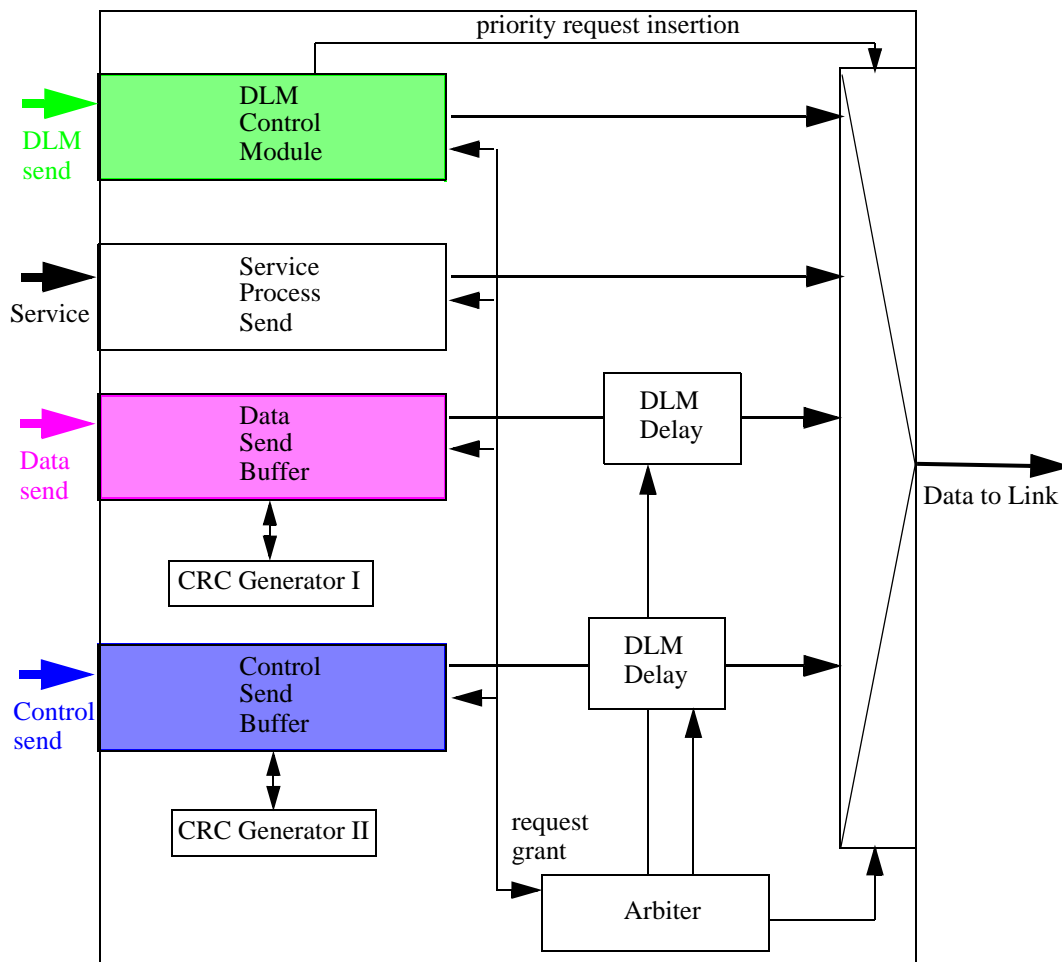 priority request insertion
DLM
Control
Module
DLM
send
Service
Process
Send
Service
Data
Send
Buffer
DLM
Delay
Data
send
Data to Link
CRC Generator I
Control
Send
Buffer
DLM
Delay
Control
send
CRC Generator II
request
grant
Arbiter